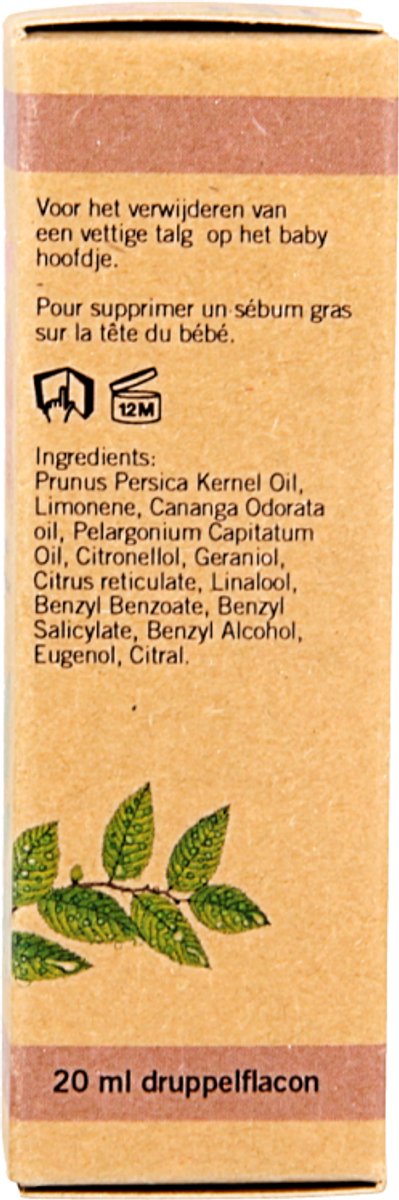 Voor het verwijderen van
een vettige talg op het baby
hoofdje.
-
Pour supprimer un sébum gras
sur la tête du bébé.
12M
Ingredients:
Prunus Persica Kernel Oil,
Limonene, Cananga Odorata
oil, Pelargonium Capitatum
Oil, Citronellol, Geraniol,
Citrus reticulate, Linalool,
Benzyl Benzoate, Benzyl
Salicylate, Benzyl Alcohol,
Eugenol, Citral.
20 ml druppelflacon